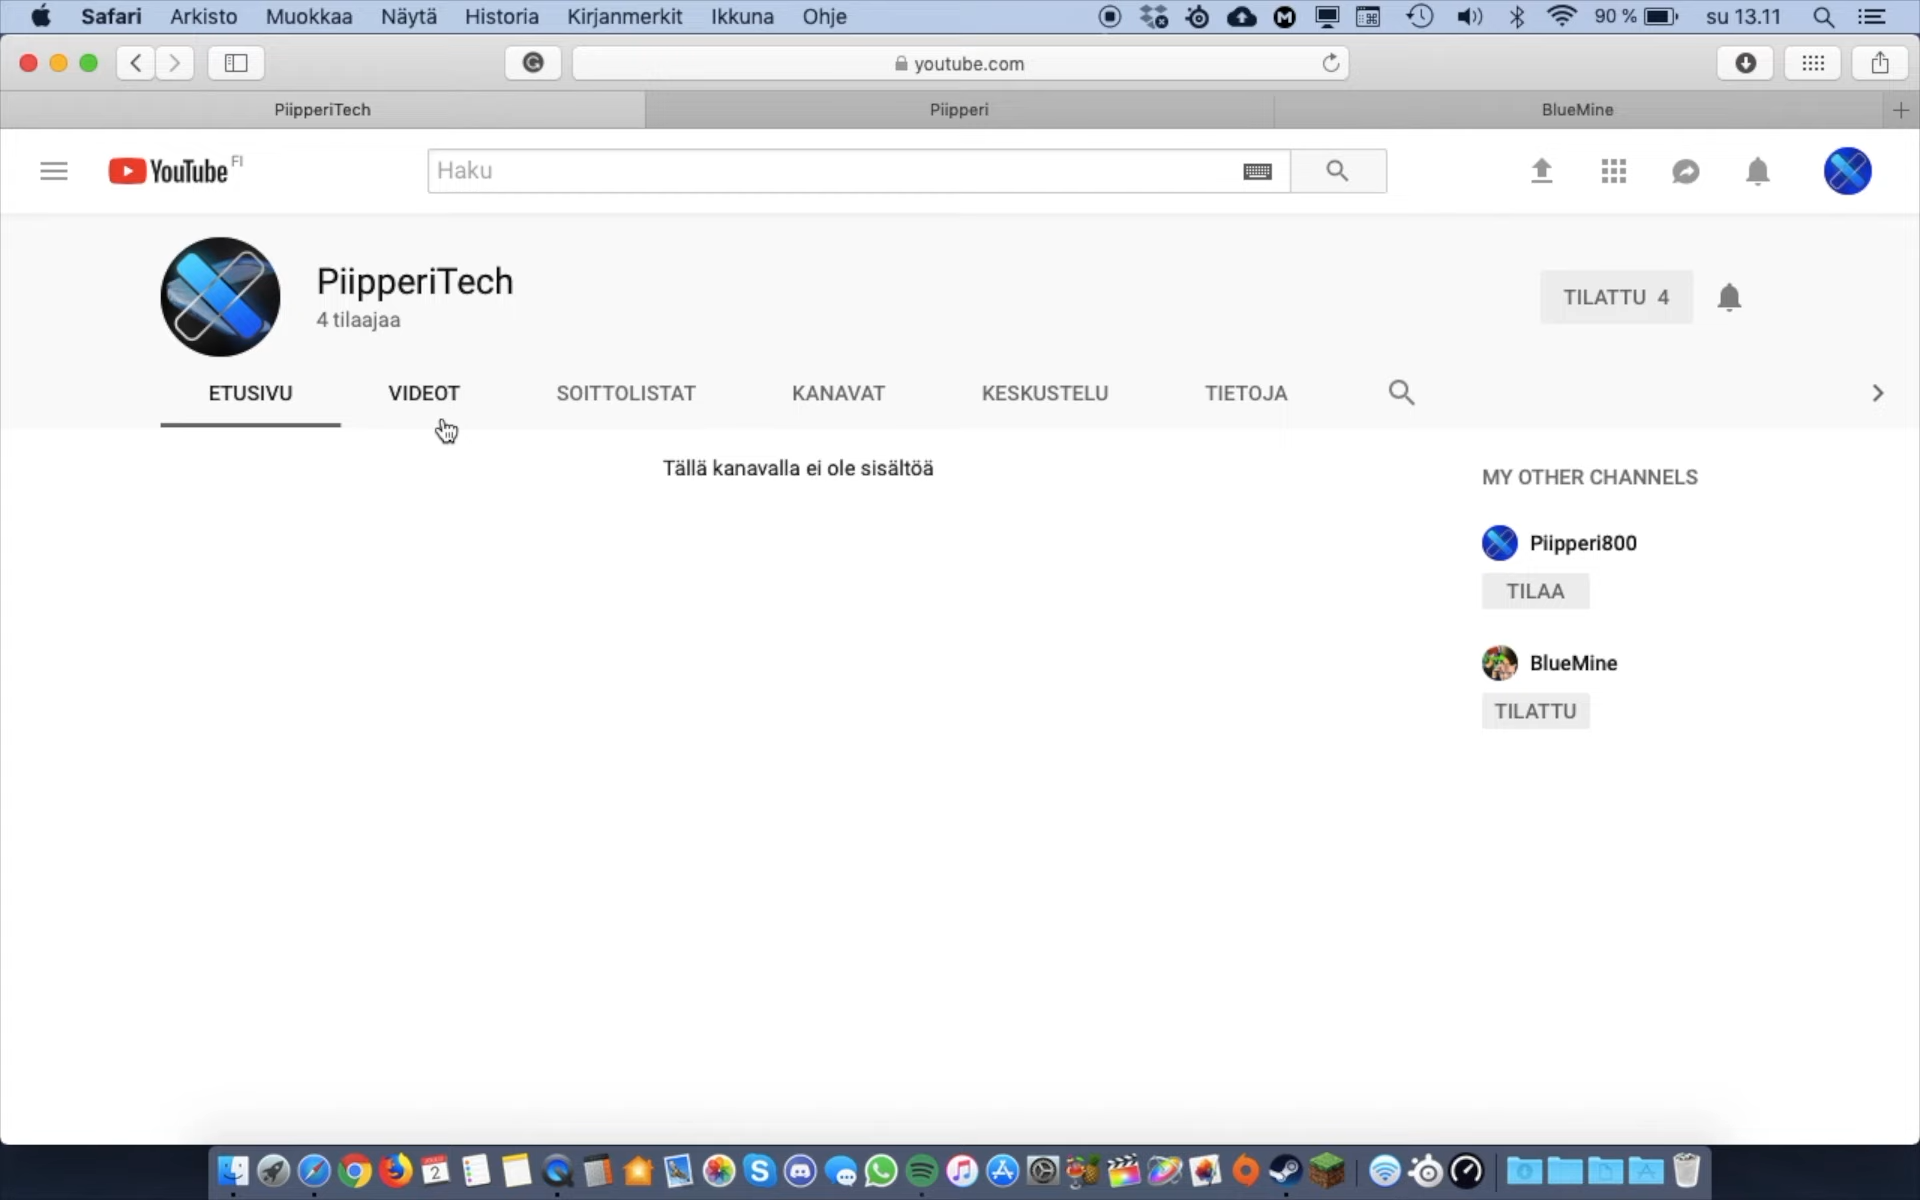 Safari Arkisto Muokkaa Näytä Historia Kirjanmerkit Ikkuna Ohje 90 % su 13.11
youtube.com
PiipperiTech Piipperi BlueMine
YouTube FI Haku
PiipperiTech
4 tilaajaa
TILATTU 4
ETUSIVU VIDEOT SOITTOLISTAT KANAVAT KESKUSTELU TIETOJA
Tällä kanavalla ei ole sisältöä
MY OTHER CHANNELS
Piipperi800
TILAA
BlueMine
TILATTU
2